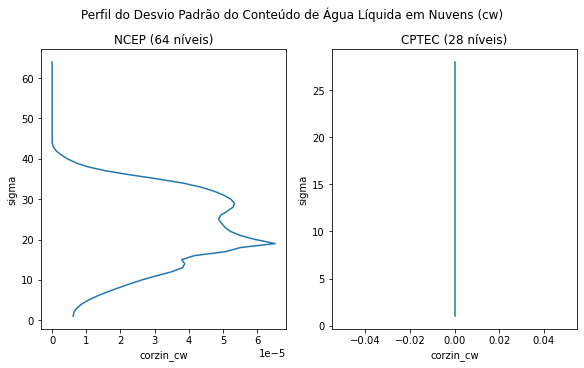 Perfil do Desvio Padrão do Conteúdo de Água Líquida em Nuvens (cw)
NCEP (64 níveis)
60
50
40
30
20
10
0
sigma
0 1 2 3 4 5 6
1e−5
corzin_cw
CPTEC (28 níveis)
25
20
15
10
5
0
sigma
−0.04 −0.02 0.00 0.02 0.04
corzin_cw